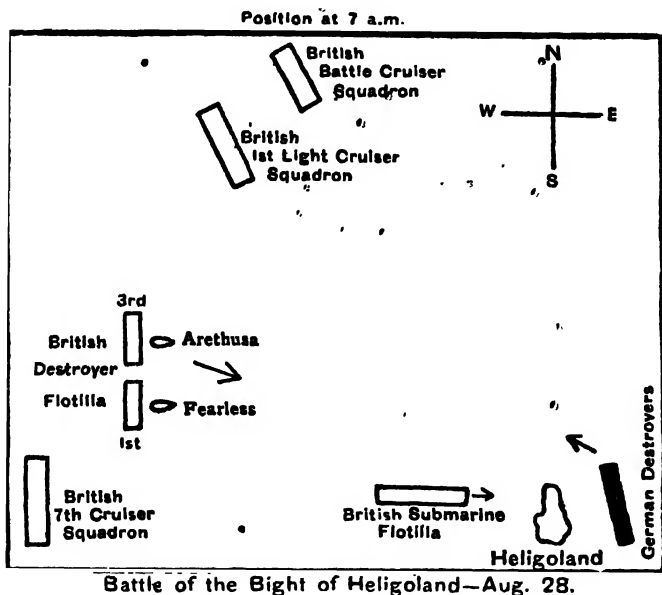 Position at 7 a.m.
British
Battle Cruiser
Squadron
N
W
E
S
British
1st Light Cruiser
Squadron
3rd
British
Destroyer
Flotilla
1st
Arethusa
Fearless
British
7th Cruiser
Squadron
British Submarine
Flotilla
Heligoland
German Destroyers
Battle of the Bight of Heligoland—Aug. 28.